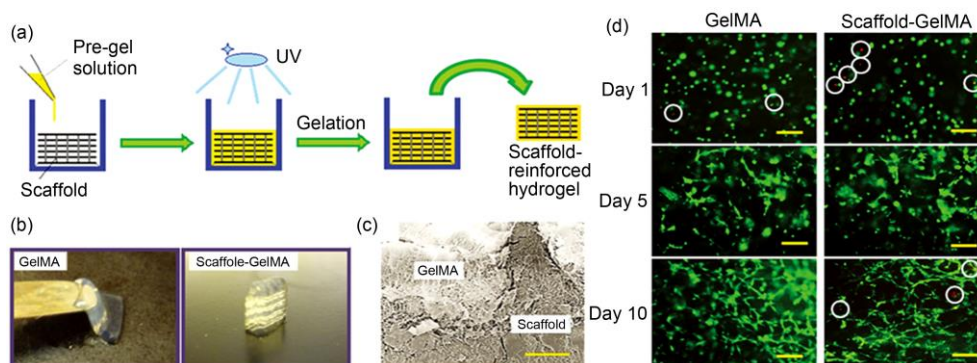 (a)
Pre-gel
solution
UV
Gelation
Scaffold
Scaffold-
reinforced
hydrogel
(b)
GelMA
Scaffole-GelMA
(c)
GelMA
Scaffold
(d)
GelMA
Scaffold-GelMA
Day 1
Day 5
Day 10